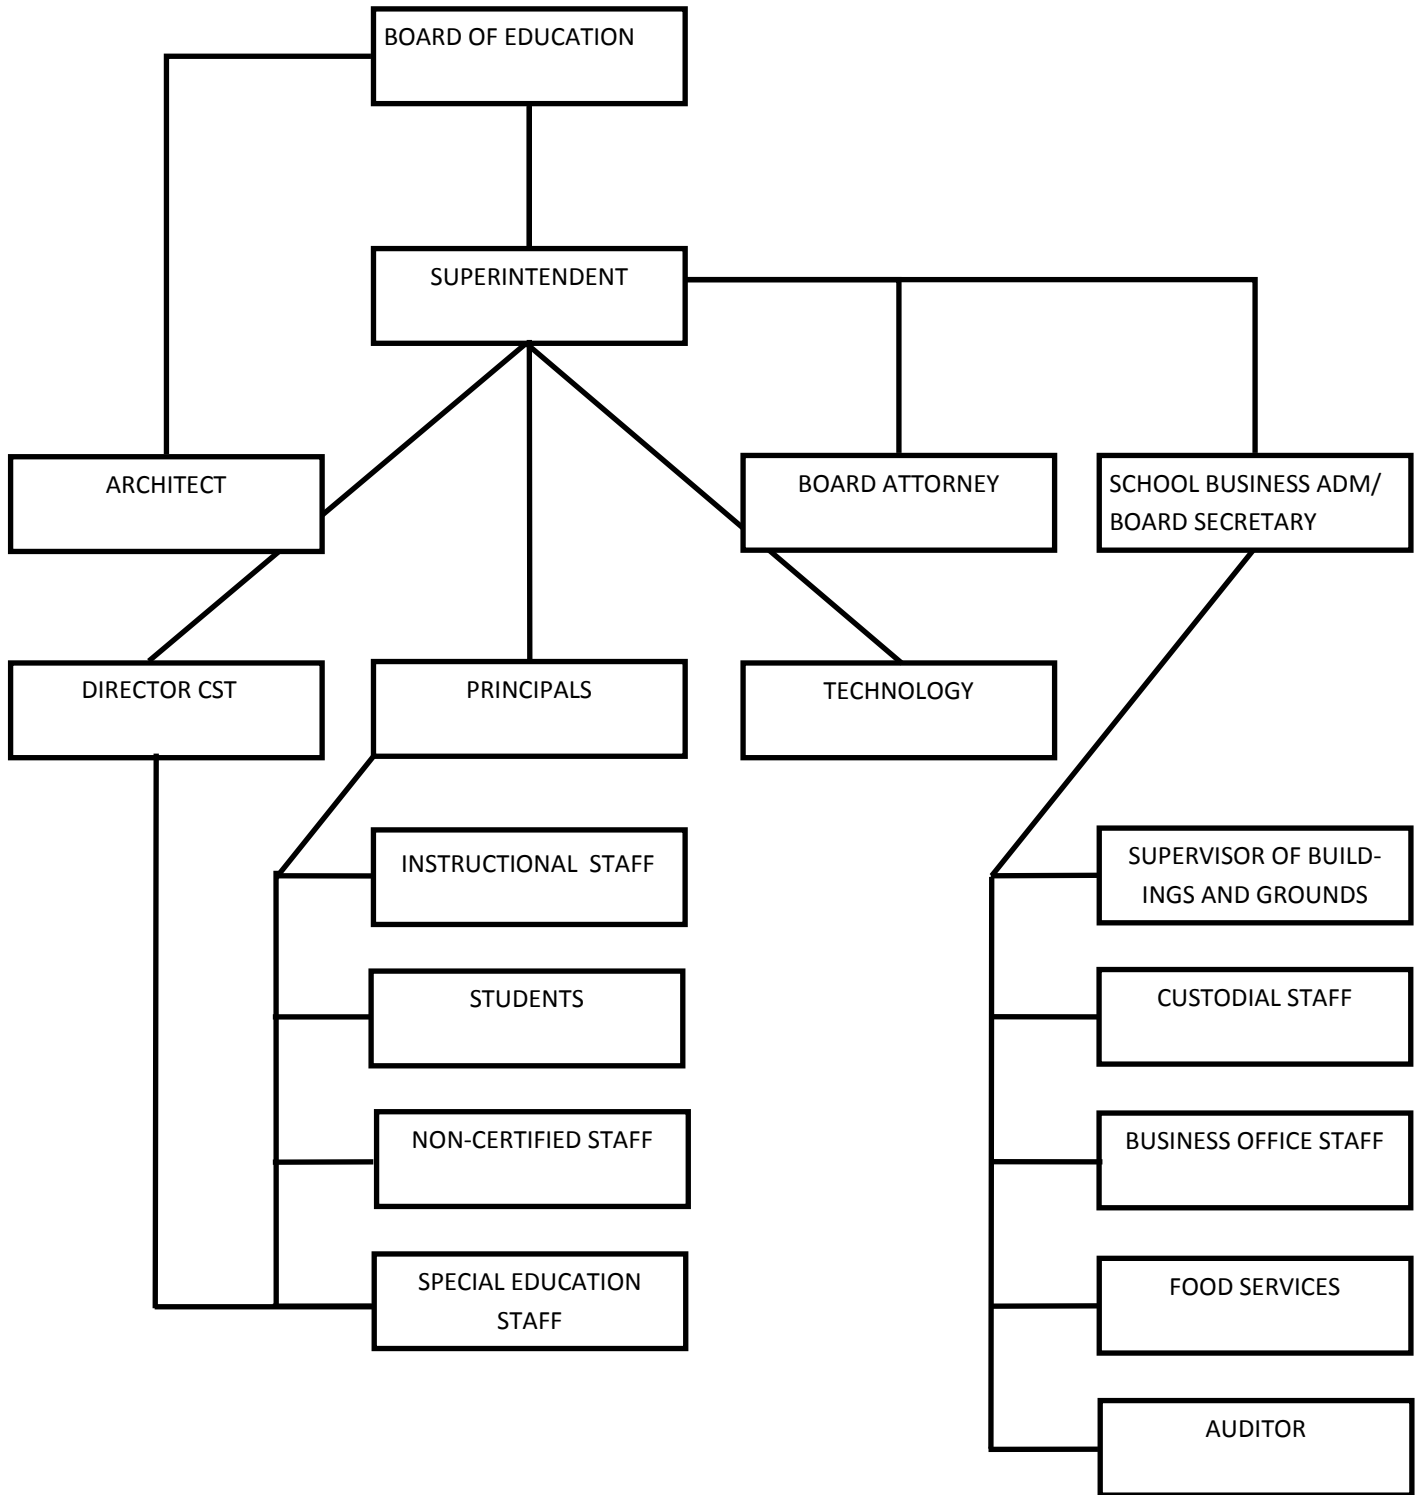 BOARD OF EDUCATION
SUPERINTENDENT
ARCHITECT
BOARD ATTORNEY
SCHOOL BUSINESS ADM/
BOARD SECRETARY
DIRECTOR CST
PRINCIPALS
TECHNOLOGY
INSTRUCTIONAL  STAFF
SUPERVISOR OF BUILD-
INGS AND GROUNDS
STUDENTS
CUSTODIAL STAFF
NON-CERTIFIED STAFF
BUSINESS OFFICE STAFF
SPECIAL EDUCATION
STAFF
FOOD SERVICES
AUDITOR